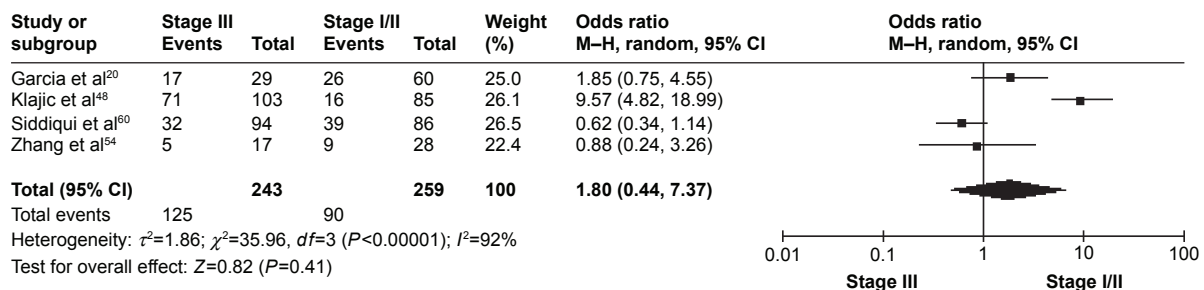 Study or subgroup Stage III Events Total Stage I/II Events Total Weight (%) Odds ratio M–H, random, 95% CI Odds ratio M–H, random, 95% CI
Garcia et al20 17 29 26 60 25.0 1.85 (0.75, 4.55)
Klajic et al48 71 103 16 85 26.1 9.57 (4.82, 18.99)
Siddiqui et al60 32 94 39 86 26.5 0.62 (0.34, 1.14)
Zhang et al54 5 17 9 28 22.4 0.88 (0.24, 3.26)
Total (95% CI) 243 259 100 1.80 (0.44, 7.37)
Total events 125 90
Heterogeneity: τ2=1.86; χ2=35.96, df=3 (P<0.00001); I2=92%
Test for overall effect: Z=0.82 (P=0.41)
0.01 0.1 1 10 100
Stage III Stage I/II